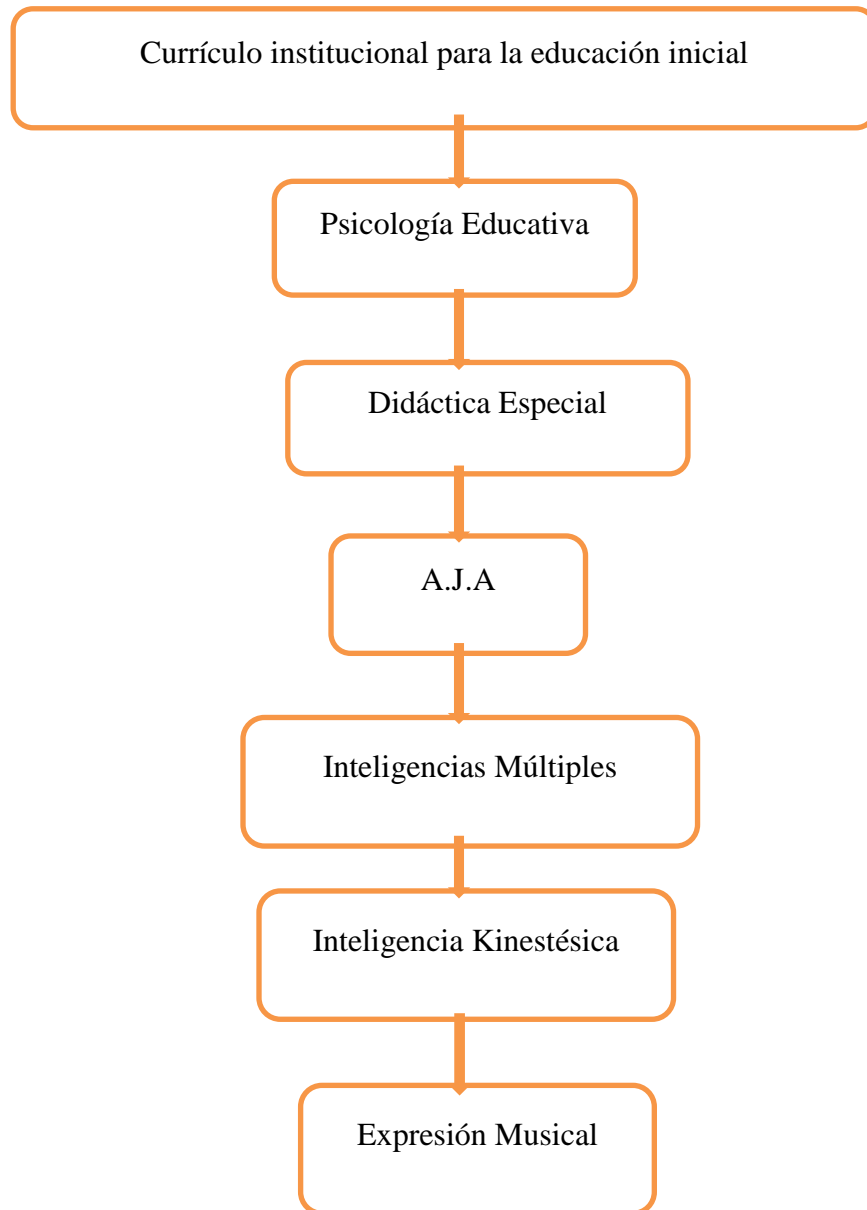 Currículo institucional para la educación inicial
Psicología Educativa
Didáctica Especial
A.J.A
Inteligencias Múltiples
Inteligencia Kinestésica
Expresión Musical